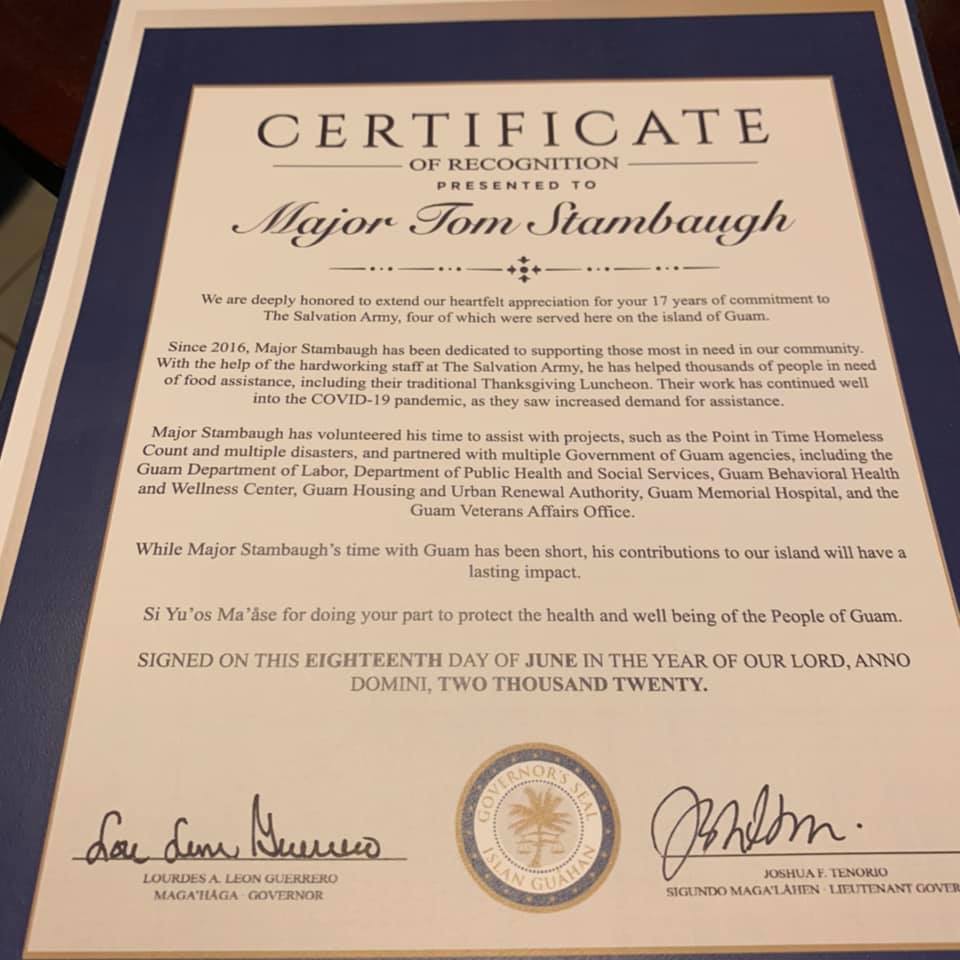 CERTIFICATE
OF RECOGNITION
PRESENTED TO
Major Tom Stambaugh
We are deeply honored to extend our heartfelt appreciation for your 17 years of commitment to
The Salvation Army, four of which were served here on the island of Guam.
Since 2016, Major Stambaugh has been dedicated to supporting those most in need in our community.
With the help of the hardworking staff at The Salvation Army, he has helped thousands of people in need
of food assistance, including their traditional Thanksgiving Luncheon. Their work has continued well
into the COVID-19 pandemic, as they saw increased demand for assistance.
Major Stambaugh has volunteered his time to assist with projects, such as the Point in Time Homeless
Count and multiple disasters, and partnered with multiple Government of Guam agencies, including the
Guam Department of Labor, Department of Public Health and Social Services, Guam Behavioral Health
and Wellness Center, Guam Housing and Urban Renewal Authority, Guam Memorial Hospital, and the
Guam Veterans Affairs Office.
While Major Stambaugh's time with Guam has been short, his contributions to our island will have a
lasting impact.
Si Yu'os Ma'åse for doing your part to protect the health and well being of the People of Guam.
SIGNED ON THIS EIGHTEENTH DAY OF JUNE IN THE YEAR OF OUR LORD, ANNO
DOMINI, TWO THOUSAND TWENTY.
Lou Leon Guerrero
LOURDES A. LEON GUERRERO
MAGA'HÅGA · GOVERNOR
GOVERNOR'S SEAL
ISLAN GUÅHAN
JOSHUA F. TENORIO
SIGUNDO MAGA'LÅHEN · LIEUTENANT GOVER